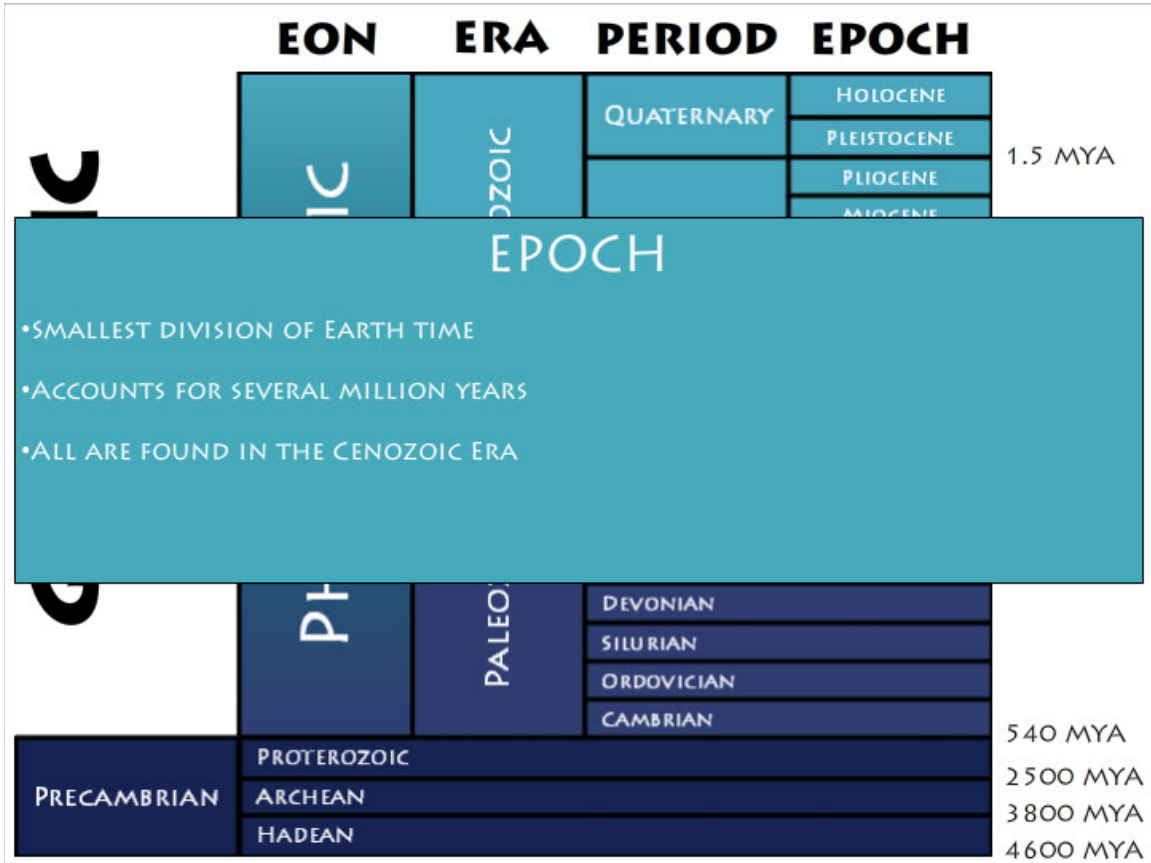 EON ERA PERIOD EPOCH
QUATERNARY
HOLOCENE
PLEISTOCENE
1.5 MYA
PLIOCENE
MIOCENE
EPOCH
•SMALLEST DIVISION OF EARTH TIME
•ACCOUNTS FOR SEVERAL MILLION YEARS
•ALL ARE FOUND IN THE CENOZOIC ERA
DEVONIAN
SILURIAN
ORDOVICIAN
CAMBRIAN
540 MYA
PRECAMBRIAN
PROTEROZOIC
2500 MYA
ARCHEAN
3800 MYA
HADEAN
4600 MYA